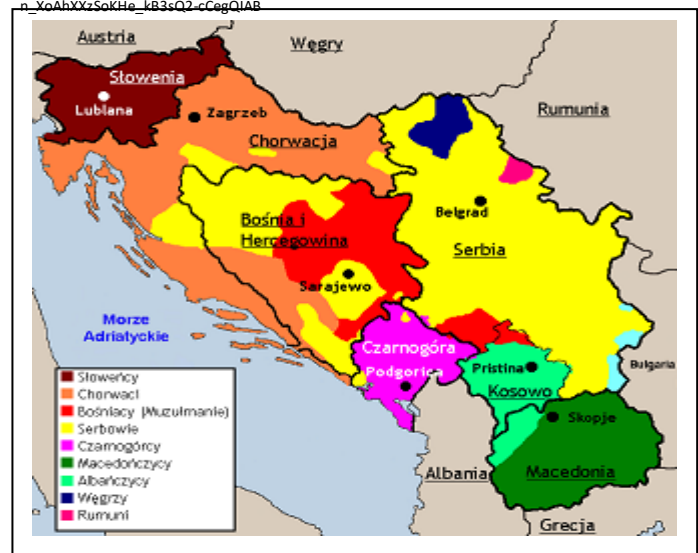 n_XoAhXXzSoKHe_kB3sQ2-cCegQIAB
Austria
Węgry
Słowenia
Lublana
Zagrzeb
Rumunia
Chorwacja
Belgrad
Bośnia i
Hercegowina
Serbia
Sarajewo
Morze
Adriatyckie
Czarnogóra
Podgorica
Pristina
Bułgaria
Kosowo
Skopje
Albania
Macedonia
Grecja
Słoweńcy
Chorwaci
Bośniacy (Muzułmanie)
Serbowie
Czarnogórcy
Macedończycy
Albańczycy
Węgrzy
Rumuni